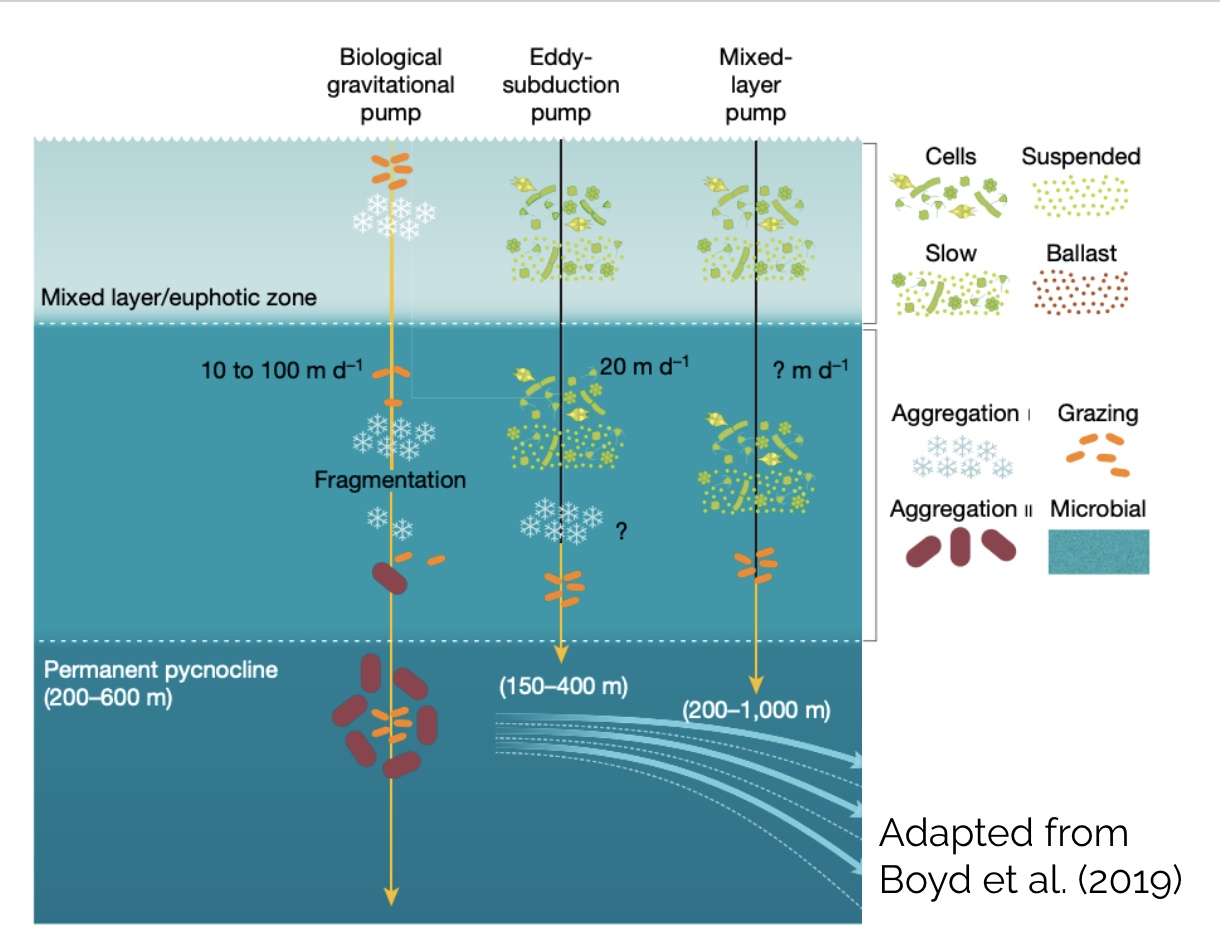 Biological
gravitational
pump
Eddy-
subduction
pump
Mixed-
layer
pump
Cells
Suspended
Slow
Ballast
Mixed layer/euphotic zone
10 to 100 m d⁻¹
20 m d⁻¹
? m d⁻¹
Aggregation I
Grazing
Fragmentation
Aggregation II
Microbial
?
Permanent pycnocline
(200–600 m)
(150–400 m)
(200–1,000 m)
Adapted from
Boyd et al. (2019)